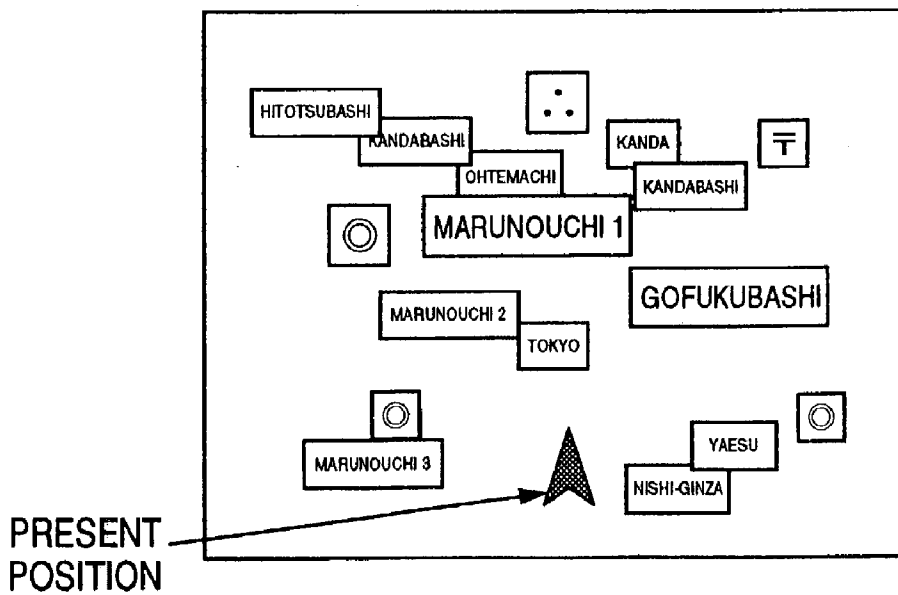 HITOTSUBASHI
KANDABASHI
OHTEMACHI
KANDA
〒
KANDABASHI
MARUNOUCHI 1
GOFUKUBASHI
MARUNOUCHI 2
TOKYO
YAESU
MARUNOUCHI 3
NISHI-GINZA
PRESENT
POSITION